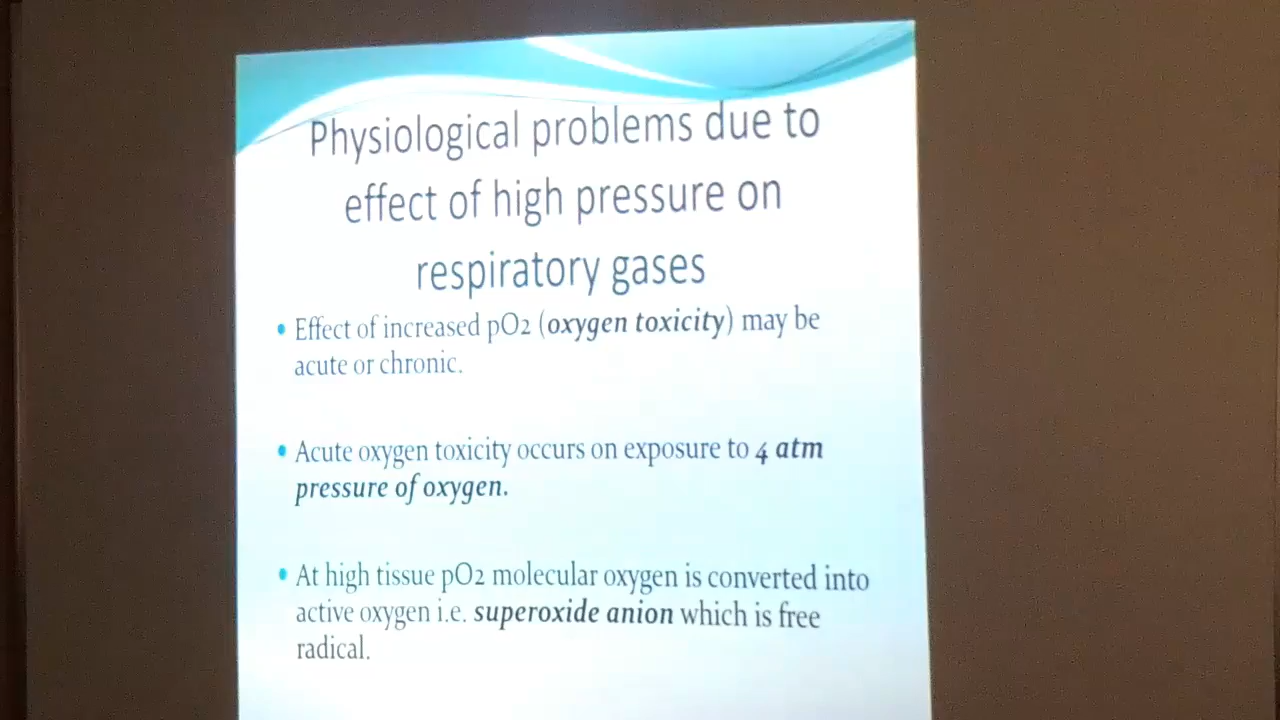 Physiological problems due to
effect of high pressure on
respiratory gases
• Effect of increased pO2 (oxygen toxicity) may be
acute or chronic.
• Acute oxygen toxicity occurs on exposure to 4 atm
pressure of oxygen.
• At high tissue pO2 molecular oxygen is converted into
active oxygen i.e. superoxide anion which is free
radical.